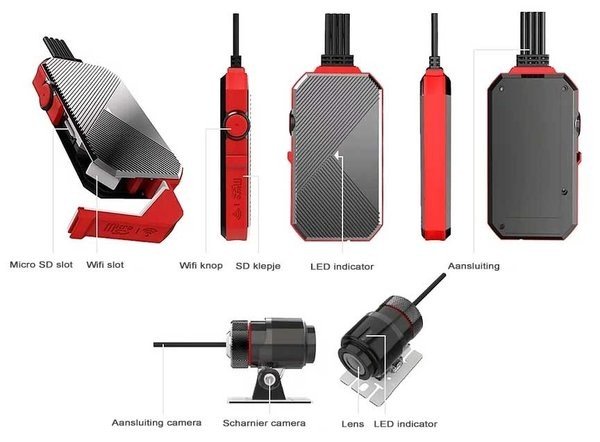 Micro SD slot
Wifi slot
Wifi knop
SD klepje
LED indicator
Aansluiting
Aansluiting camera
Scharnier camera
Lens
LED indicator